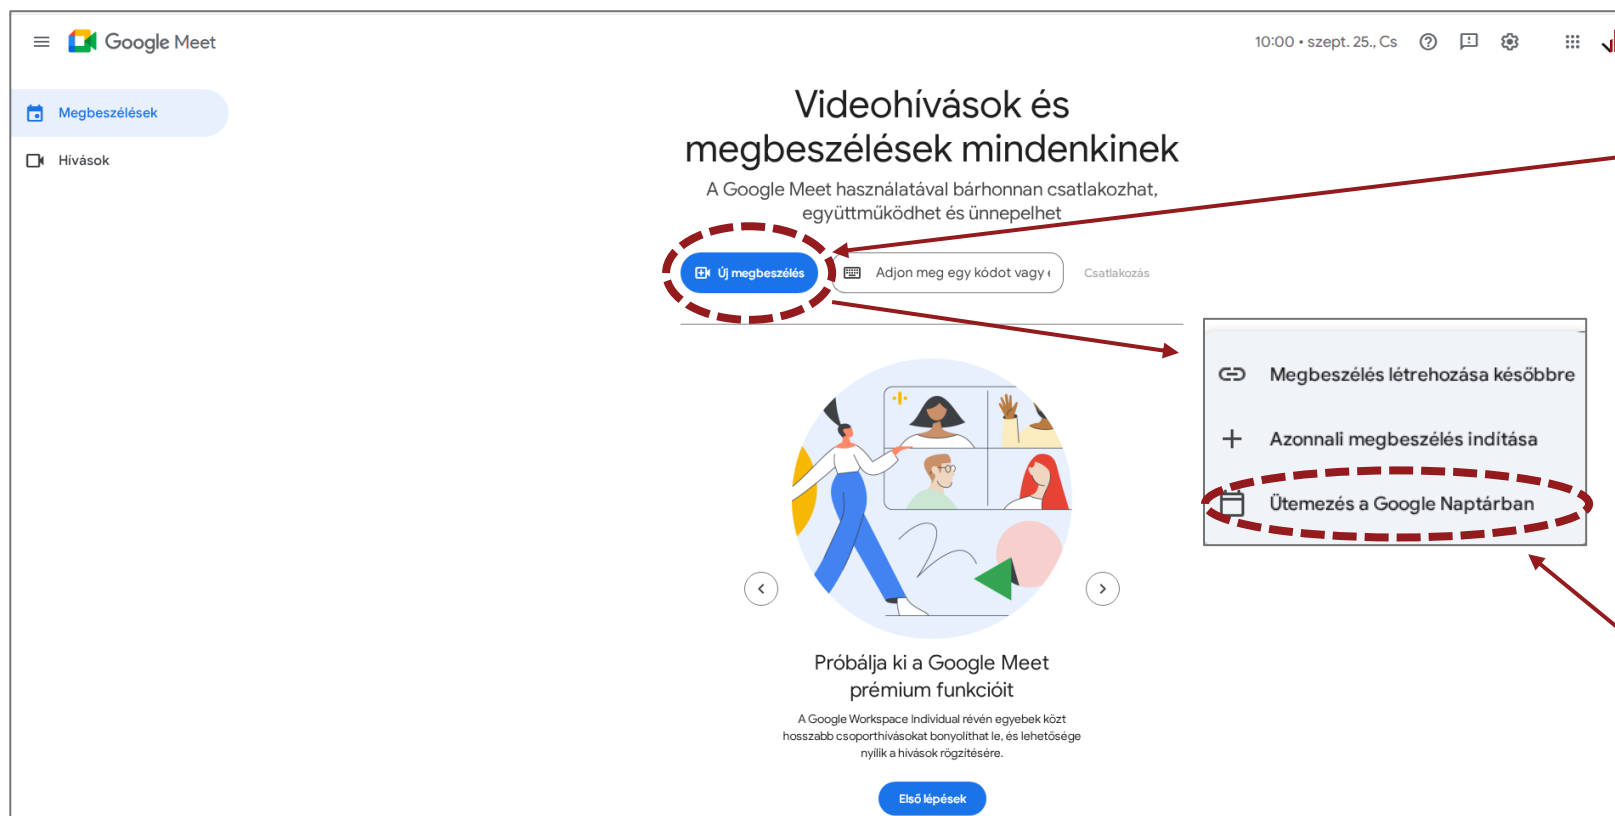 Google Meet
10:00 • szept. 25., Cs
Megbeszélések
Hívások
Videohívások és
megbeszélések mindenkinek
A Google Meet használatával bárhonnan csatlakozhat,
együttműködhet és ünnepelhet
Új megbeszélés
Adjon meg egy kódot vagy
Csatlakozás
Megbeszélés létrehozása későbbre
Azonnali megbeszélés indítása
Ütemezés a Google Naptárban
Próbálja ki a Google Meet
prémium funkcióit
A Google Workspace Individual révén egyebek közt
hosszabb csoporthívásokat bonyolíthat le, és lehetősége
nyílik a hívások rögzítésére.
Első lépések